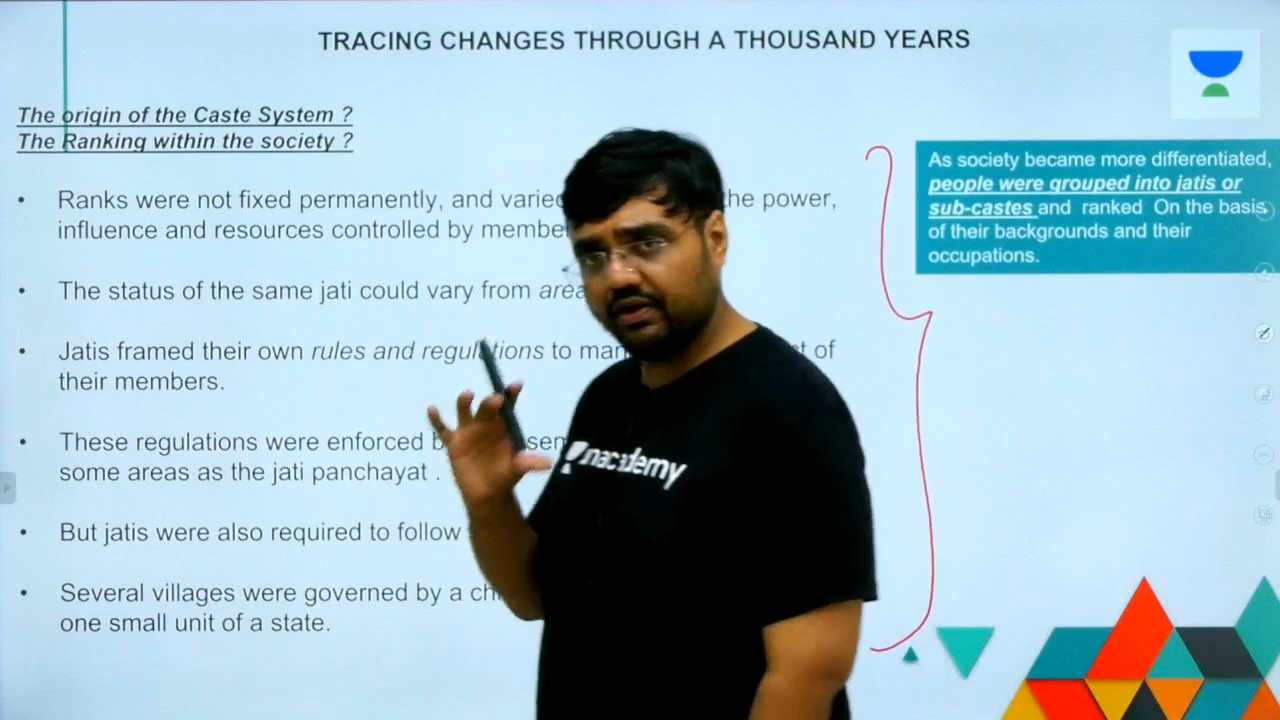 TRACING CHANGES THROUGH A THOUSAND YEARS
The origin of the Caste System ?
The Ranking within the society ?
• Ranks were not fixed permanently, and varied the power,
influence and resources controlled by
• The status of the same jati could vary from area
• Jatis framed their own rules and regulations to of
their members.
• These regulations were enforced
some areas as the jati panchayat .
• But jatis were also required to follow
• Several villages were governed by a
one small unit of a state.
As society became more differentiated,
people were grouped into jatis or
sub-castes and ranked On the basis
of their backgrounds and their
occupations.
unacademy